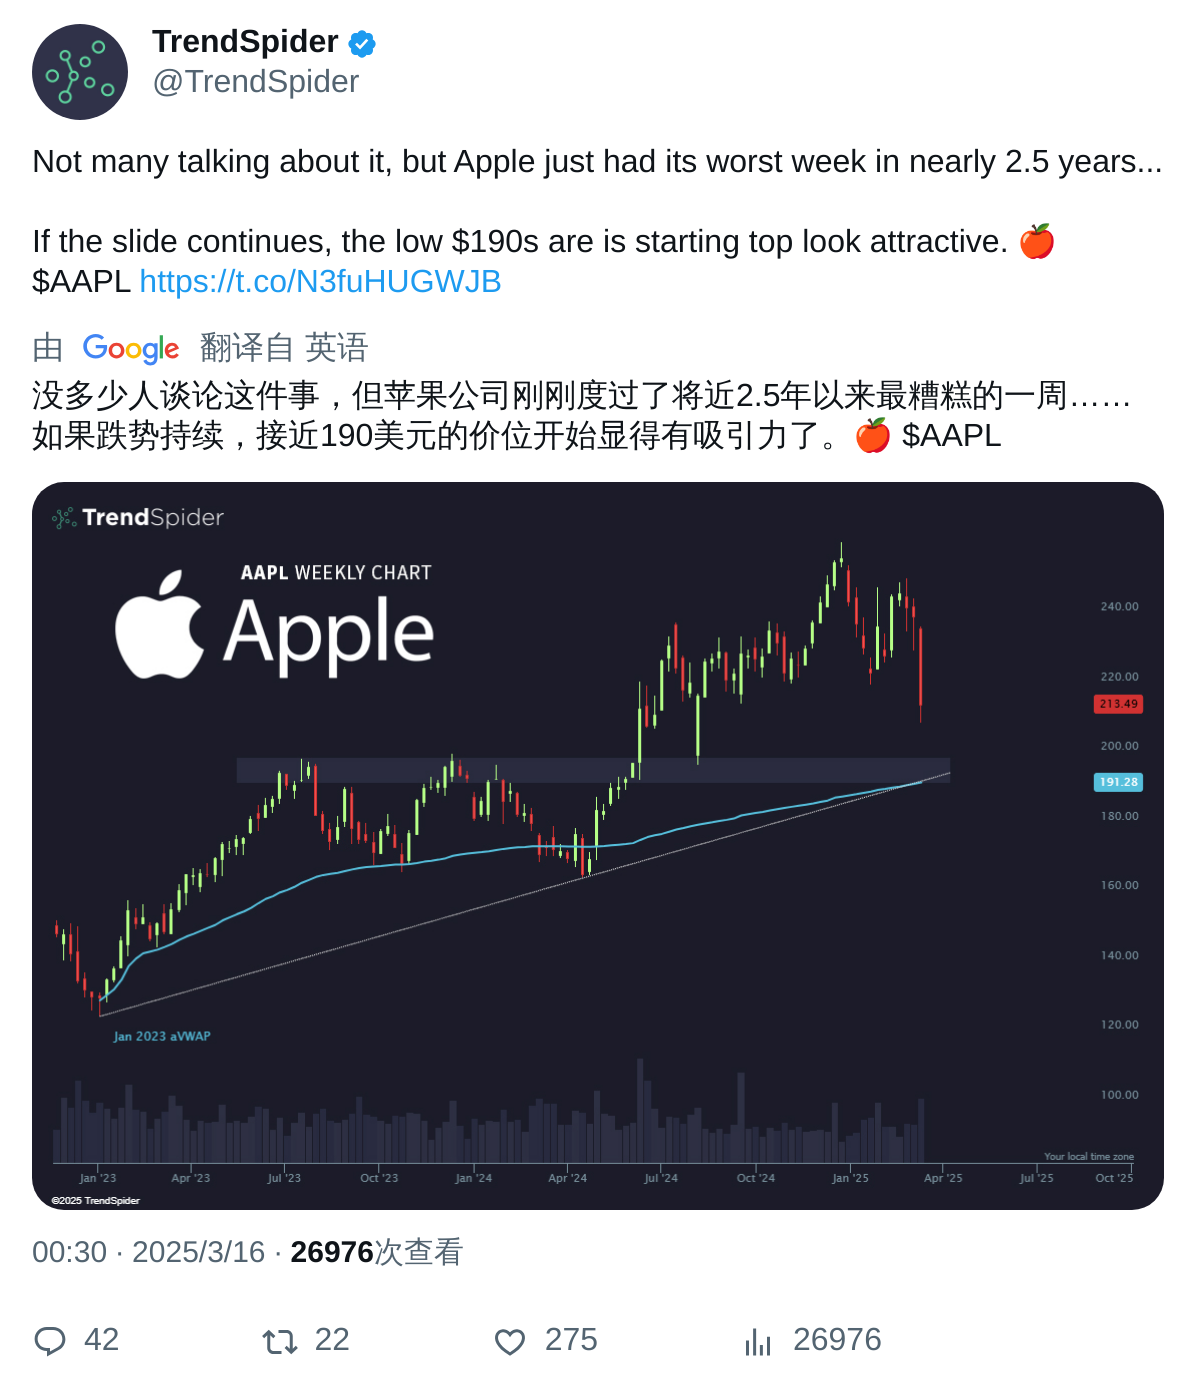 TrendSpider
@TrendSpider
Not many talking about it, but Apple just had its worst week in nearly 2.5 years...
If the slide continues, the low $190s are is starting top look attractive. 🍎
$AAPL https://t.co/N3fuHUGWJB
由 Google 翻译自 英语
没多少人谈论这件事，但苹果公司刚刚度过了将近2.5年以来最糟糕的一周……
如果跌势持续，接近190美元的价位开始显得有吸引力了。🍎 $AAPL
TrendSpider
AAPL WEEKLY CHART
Apple
240.00
220.00
213.49
200.00
191.28
180.00
160.00
140.00
120.00
Jan 2023 aVWAP
100.00
Your local time zone
Jan '23 Apr '23 Jul '23 Oct '23 Jan '24 Apr '24 Jul '24 Oct '24 Jan '25 Apr '25 Jul '25 Oct '25
©2025 TrendSpider
00:30 · 2025/3/16 · 26976次查看
42 22 275 26976